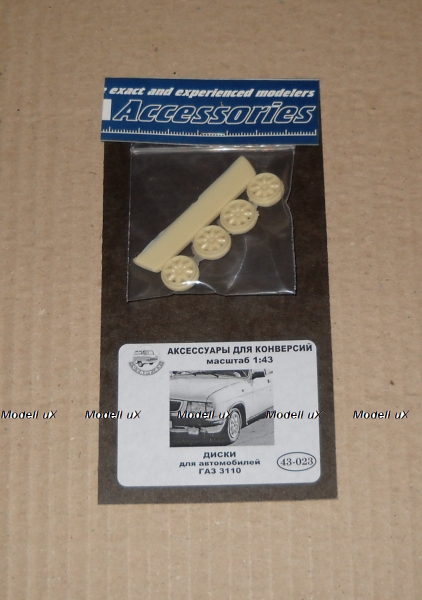 exact and experienced modelers
Accessories
АКСЕССУАРЫ ДЛЯ КОНВЕРСИЙ
масштаб 1:43
Modell uX Modell uX Modell uX Modell uX Modell uX
ДИСКИ
для автомобилей
ГАЗ 3110
43-023